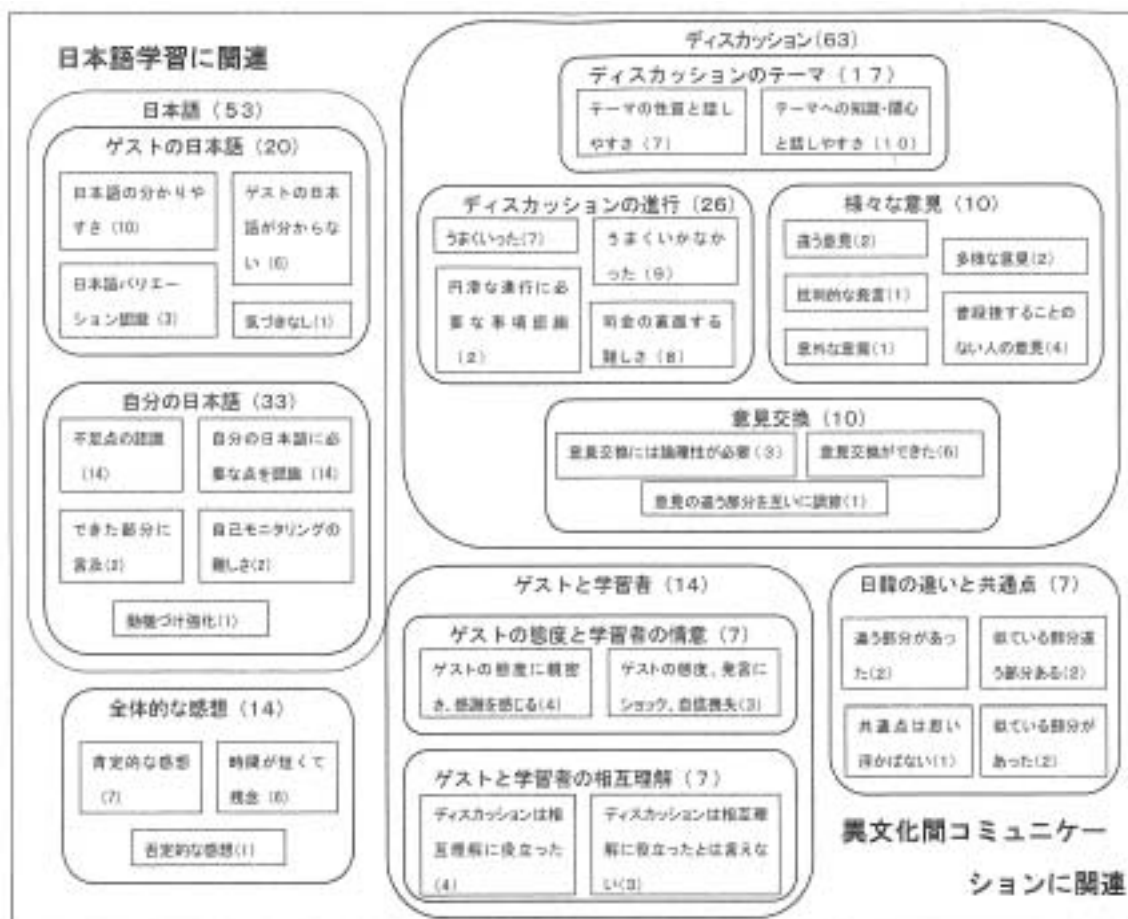 日本語学習に関連
日本語(53)
ゲストの日本語(20)
日本語の分かりや
すさ(10)
ゲストの日本
語が分からな
い(6)
日本語バリエー
ション認識(3)
気づきなし(1)
自分の日本語(33)
不足点の認識
(14)
自分の日本語に必
要な点を認識(14)
できた部分に
言及(2)
自己モニタリングの
難しさ(2)
動機づけ強化(1)
全体的な感想(14)
肯定的な感想
(7)
時間が短くて
残念(6)
否定的な感想(1)
ディスカッション(63)
ディスカッションのテーマ(17)
テーマの性質と話し
やすさ(7)
テーマへの知識・関心
と話しやすさ(10)
ディスカッションの進行(26)
うまくいった(7)
うまくいかなか
った(9)
円滑な進行に必
要な事項認識
(2)
司会の直面する
難しさ(8)
様々な意見(10)
違う意見(2)
多様な意見(2)
批判的な発言(1)
普段接することの
ない人の意見(4)
意外な意見(1)
意見交換(10)
意見交換には論理性が必要(3)
意見交換ができた(6)
意見の違う部分を互いに調節(1)
ゲストと学習者(14)
ゲストの態度と学習者の情意(7)
ゲストの態度に親密
さ、感謝を感じる(4)
ゲストの態度、発言に
ショック、自信喪失(3)
ゲストと学習者の相互理解(7)
ディスカッションは相
互理解に役立った
(4)
ディスカッションは相互理
解に役立ったとは言えな
い(3)
日韓の違いと共通点(7)
違う部分があっ
た(2)
似ている部分違
う部分ある(2)
共通点は思い
浮かばない(1)
似ている部分が
あった(2)
異文化間コミュニケー
ションに関連